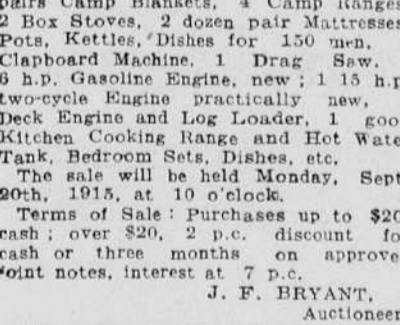 pairs Camp Blankets, 4 Camp Ranges
2 Box Stoves, 2 dozen pair Mattresses
Pots, Kettles, Dishes for 150 men,
Clapboard Machine, 1 Drag Saw.
6 h.p. Gasoline Engine, new; 1 15 h.p
two-cycle Engine practically new,
Deck Engine and Log Loader, 1 goo
Kitchen Cooking Range and Hot Wate
Tank, Bedroom Sets, Dishes, etc.
The sale will be held Monday, Sept
20th, 1915, at 10 o'clock.
Terms of Sale: Purchases up to $20
cash; over $20, 2 p.c. discount fo
cash or three months on approve
joint notes, interest at 7 p.c.
J. F. BRYANT,
Auctioneer